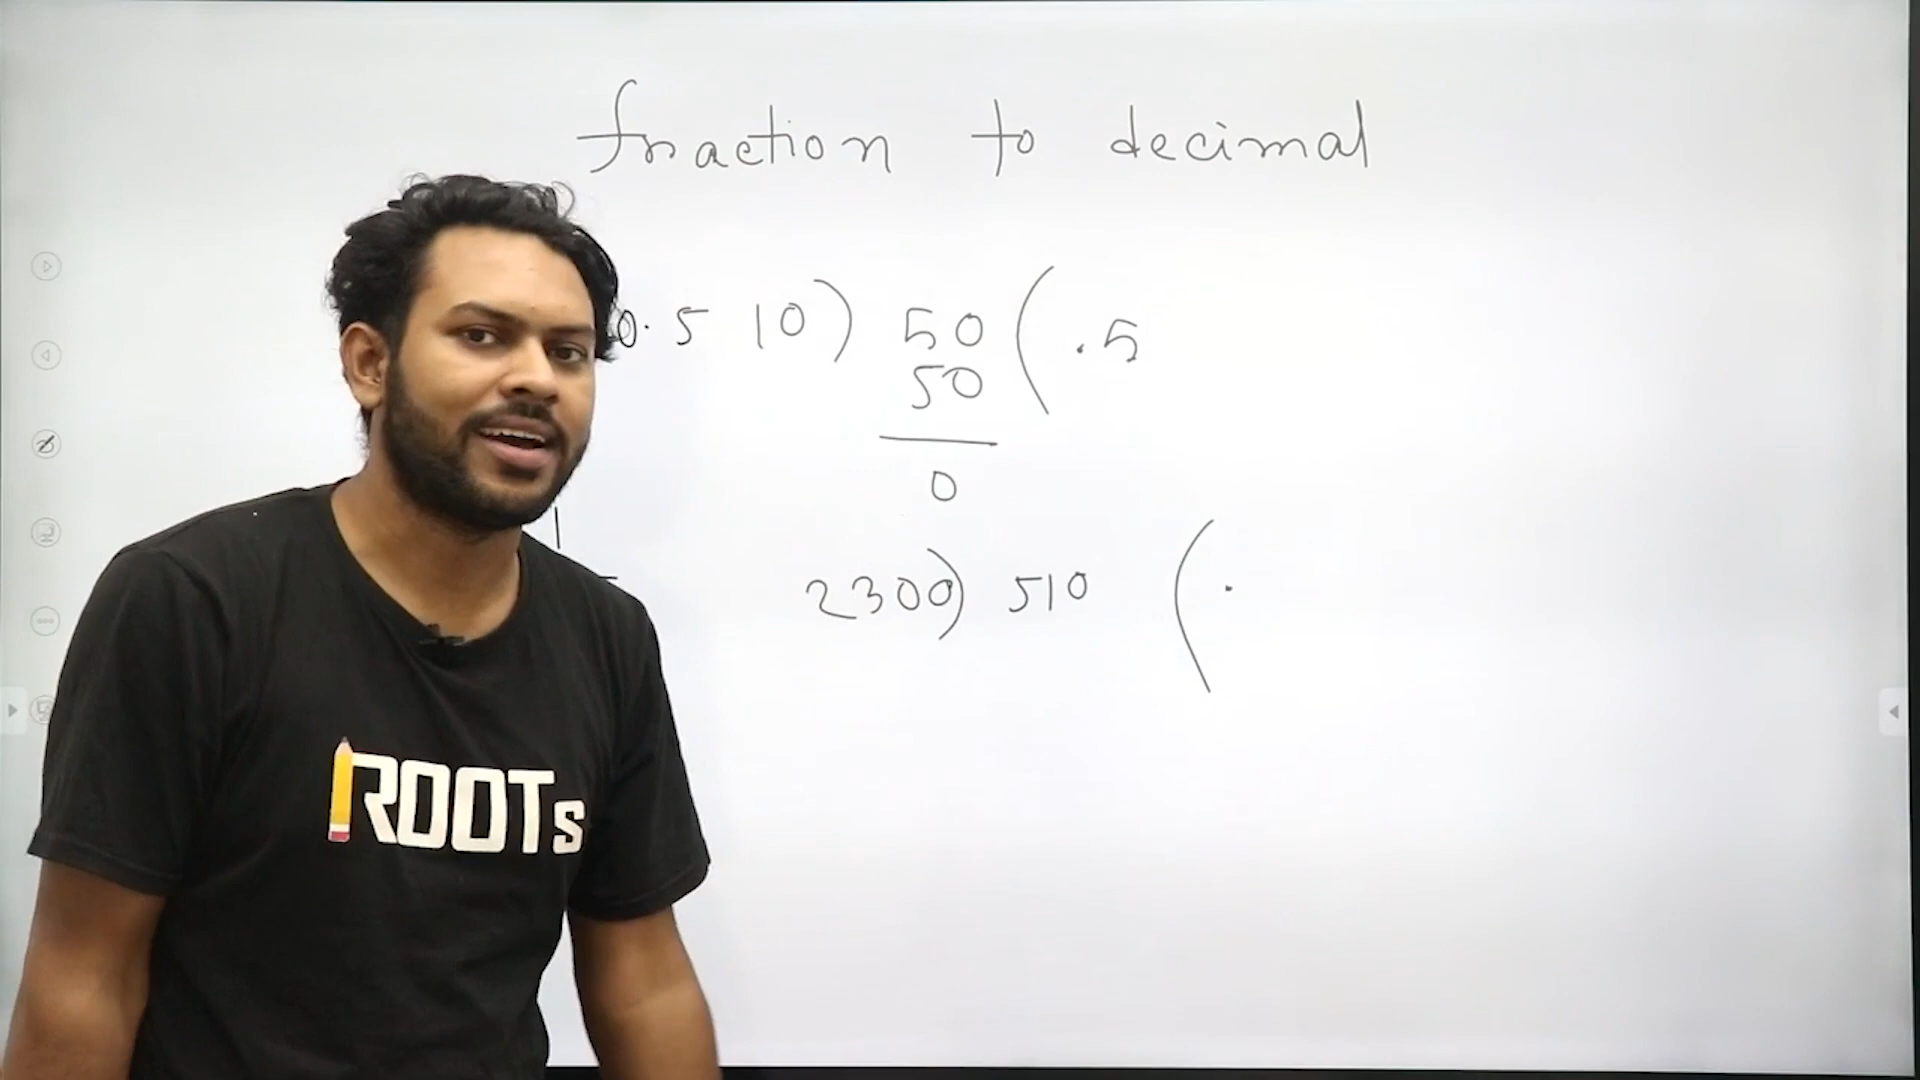 fraction to decimal
0.5 10) 50 ( .5
50
0
2300) 510 ( .
ROOTs